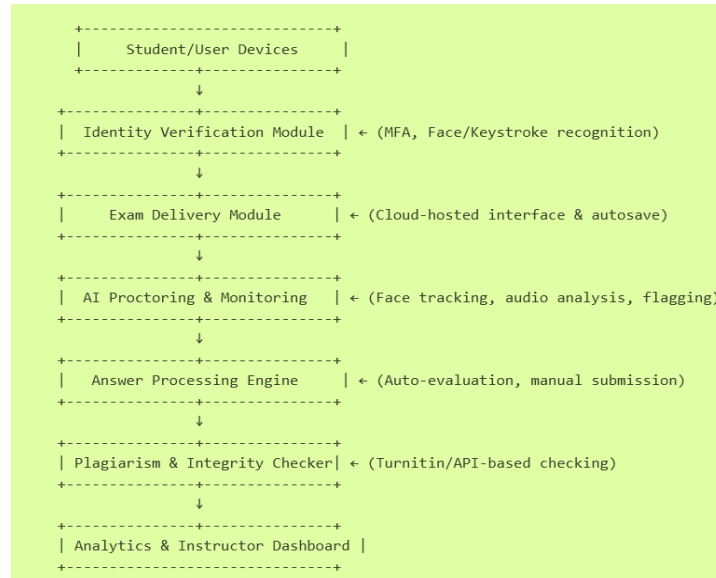 +------------------------------+
|     Student/User Devices     |
+-------------+---------------+
↓
+--------------+---------------+
|  Identity Verification Module  | ← (MFA, Face/Keystroke recognition)
+--------------+---------------+
↓
+--------------+---------------+
|     Exam Delivery Module    | ← (Cloud-hosted interface & autosave)
+--------------+---------------+
↓
+--------------+---------------+
|  AI Proctoring & Monitoring   | ← (Face tracking, audio analysis, flagging)
+--------------+---------------+
↓
+--------------+---------------+
|   Answer Processing Engine     | ← (Auto-evaluation, manual submission)
+--------------+---------------+
↓
+--------------+---------------+
| Plagiarism & Integrity Checker| ← (Turnitin/API-based checking)
+--------------+---------------+
↓
+--------------+---------------+
| Analytics & Instructor Dashboard |
+------------------------------+